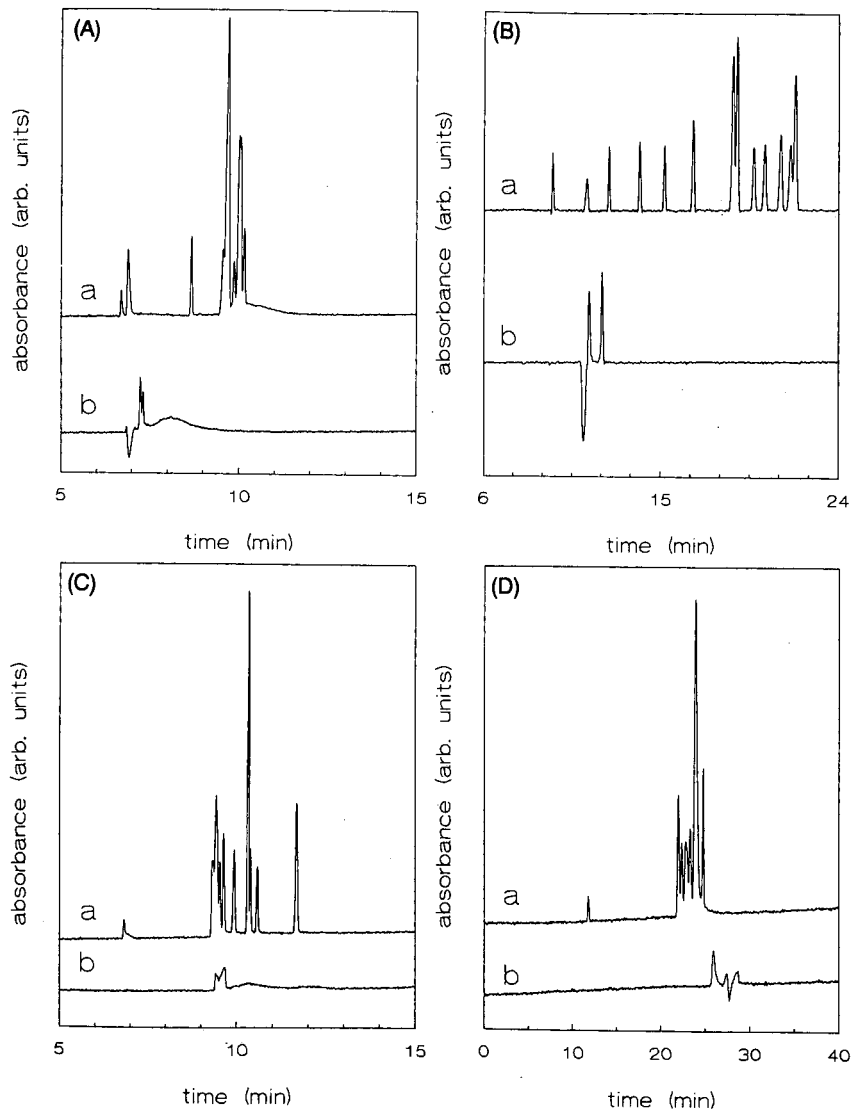 (A)
absorbance (arb. units)
a
b
5
10
15
time (min)
(B)
absorbance (arb. units)
a
b
6
15
24
time (min)
(C)
absorbance (arb. units)
a
b
5
10
15
time (min)
(D)
absorbance (arb. units)
a
b
0
10
20
30
40
time (min)